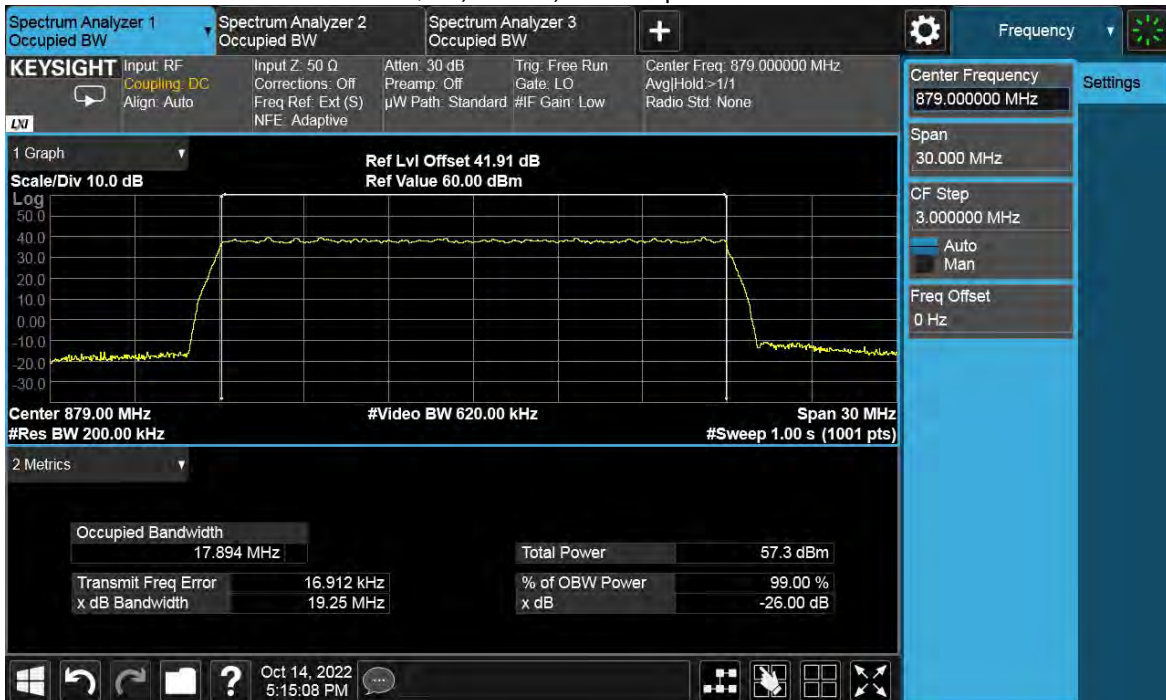 Spectrum Analyzer 1
Occupied BW
Spectrum Analyzer 2
Occupied BW
Spectrum Analyzer 3
Occupied BW
Frequency
KEYSIGHT
LXI
Input: RF
Coupling: DC
Align: Auto
Input Z: 50 Ω
Corrections: Off
Freq Ref: Ext (S)
NFE: Adaptive
Atten: 30 dB
Preamp: Off
µW Path: Standard
Trig: Free Run
Gate: LO
#IF Gain: Low
Center Freq: 879.000000 MHz
Avg|Hold:>1/1
Radio Std: None
Center Frequency
879.000000 MHz
Settings
Span
30.000 MHz
CF Step
3.000000 MHz
Auto
Man
Freq Offset
0 Hz
1 Graph
Scale/Div 10.0 dB
Ref Lvl Offset 41.91 dB
Ref Value 60.00 dBm
Log
50.0
40.0
30.0
20.0
10.0
0.00
-10.0
-20.0
-30.0
Center 879.00 MHz
#Video BW 620.00 kHz
Span 30 MHz
#Res BW 200.00 kHz
#Sweep 1.00 s (1001 pts)
2 Metrics
Occupied Bandwidth
17.894 MHz
Total Power 57.3 dBm
Transmit Freq Error 16.912 kHz
% of OBW Power 99.00 %
x dB Bandwidth 19.25 MHz
x dB -26.00 dB
?
Oct 14, 2022
5:15:08 PM